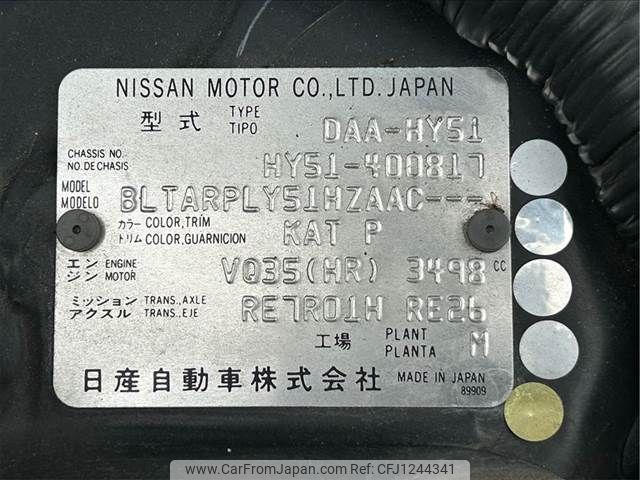 NISSAN MOTOR CO.,LTD. JAPAN
型式 TYPE TIPO DAA-HY51
CHASSIS NO. NO. DE CHASIS HY51-400817
MODEL MODELO BLTARPLY51HZAAC---
カラー COLOR, TRIM トリム COLOR, GUARNICION KAT P
エンジン ENGINE MOTOR VQ35(HR) 3498 CC
ミッション TRANS., AXLE アクスル TRANS., EJE RE7R01H RE26
工場 PLANT PLANTA M
日産自動車株式会社 MADE IN JAPAN
89909
www.CarFromJapan.com - CFJ1244341